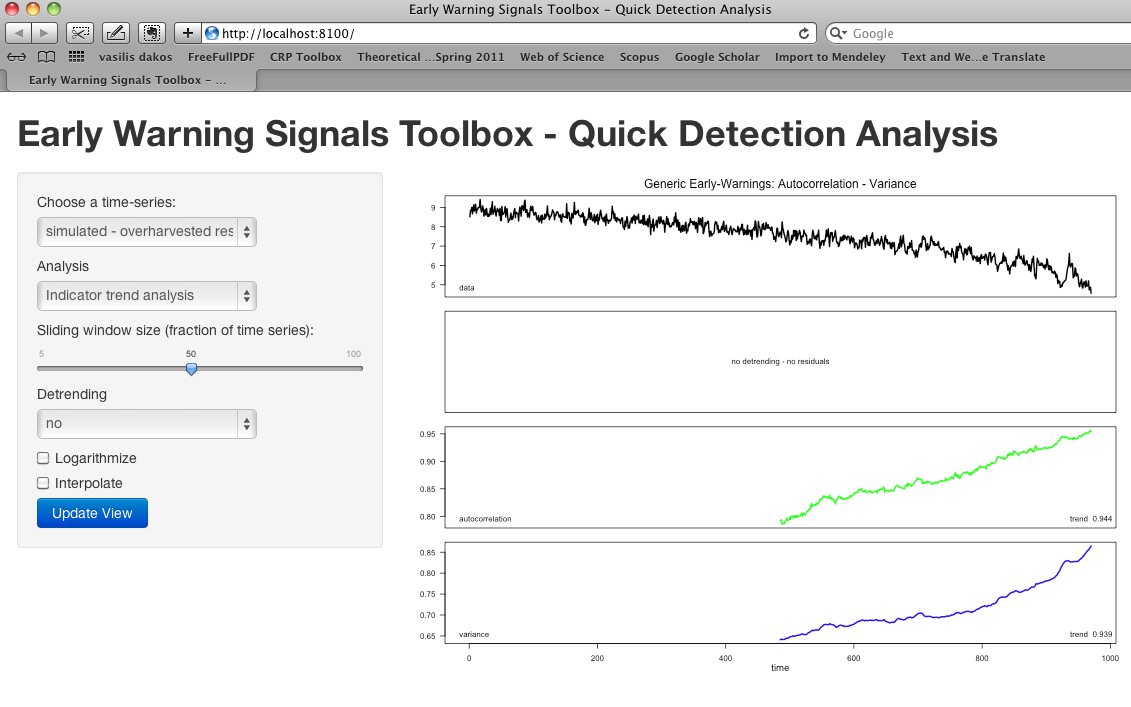 Early Warning Signals Toolbox – Quick Detection Analysis
http://localhost:8100/
Google
vasilis dakos FreeFullPDF CRP Toolbox Theoretical ...Spring 2011 Web of Science Scopus Google Scholar Import to Mendeley Text and We...e Translate
Early Warning Signals Toolbox – ...
Early Warning Signals Toolbox - Quick Detection Analysis
Choose a time-series:
simulated - overharvested res
Analysis
Indicator trend analysis
Sliding window size (fraction of time series):
5 50 100
Detrending
no
Logarithmize
Interpolate
Update View
Generic Early-Warnings: Autocorrelation - Variance
9
8
7
6
5
data
no detrending - no residuals
0.95
0.90
0.85
0.80
autocorrelation
trend 0.944
0.85
0.80
0.75
0.70
0.65
variance
trend 0.939
0 200 400 600 800 1000
time